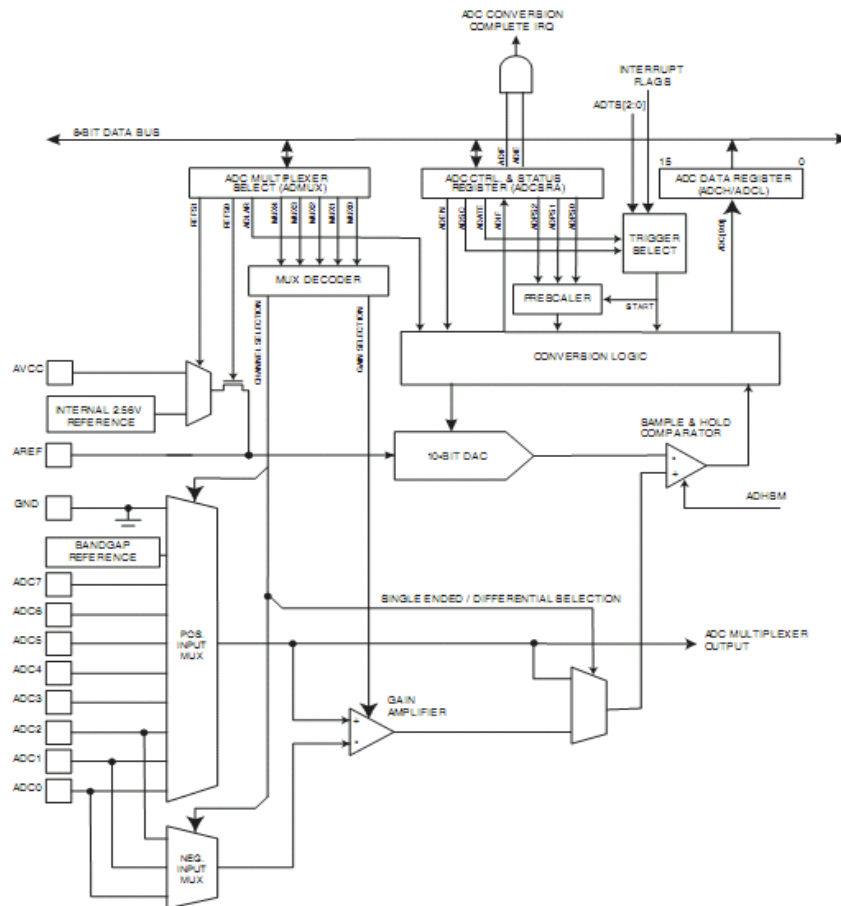 ADC CONVERSION
COMPLETE IRQ
INTERRUPT
FLAGS
ADTS[2:0]
8-BIT DATA BUS
15
0
ADC MULTIPLEXER
SELECT (ADMUX)
ADC CTRL. & STATUS
REGISTER (ADCSRA)
ADC DATA REGISTER
(ADCH/ADCL)
ADIF
ADIE
REFS1
REFS0
ADLAR
MUX4
MUX3
MUX2
MUX1
MUX0
ADEN
ADSC
ADATE
ADIF
ADPS2
ADPS1
ADPS0
ADC[9:0]
TRIGGER
SELECT
MUX DECODER
PRESCALER
START
CHANNEL SELECTION
GAIN SELECTION
CONVERSION LOGIC
AVCC
INTERNAL 2.56V
REFERENCE
SAMPLE & HOLD
COMPARATOR
AREF
10-BIT DAC
-
+
ADHSM
GND
BANDGAP
REFERENCE
ADC7
SINGLE ENDED / DIFFERENTIAL SELECTION
ADC6
ADC5
POS.
INPUT
MUX
ADC MULTIPLEXER
OUTPUT
ADC4
ADC3
GAIN
AMPLIFIER
ADC2
+
-
ADC1
ADC0
NEG.
INPUT
MUX